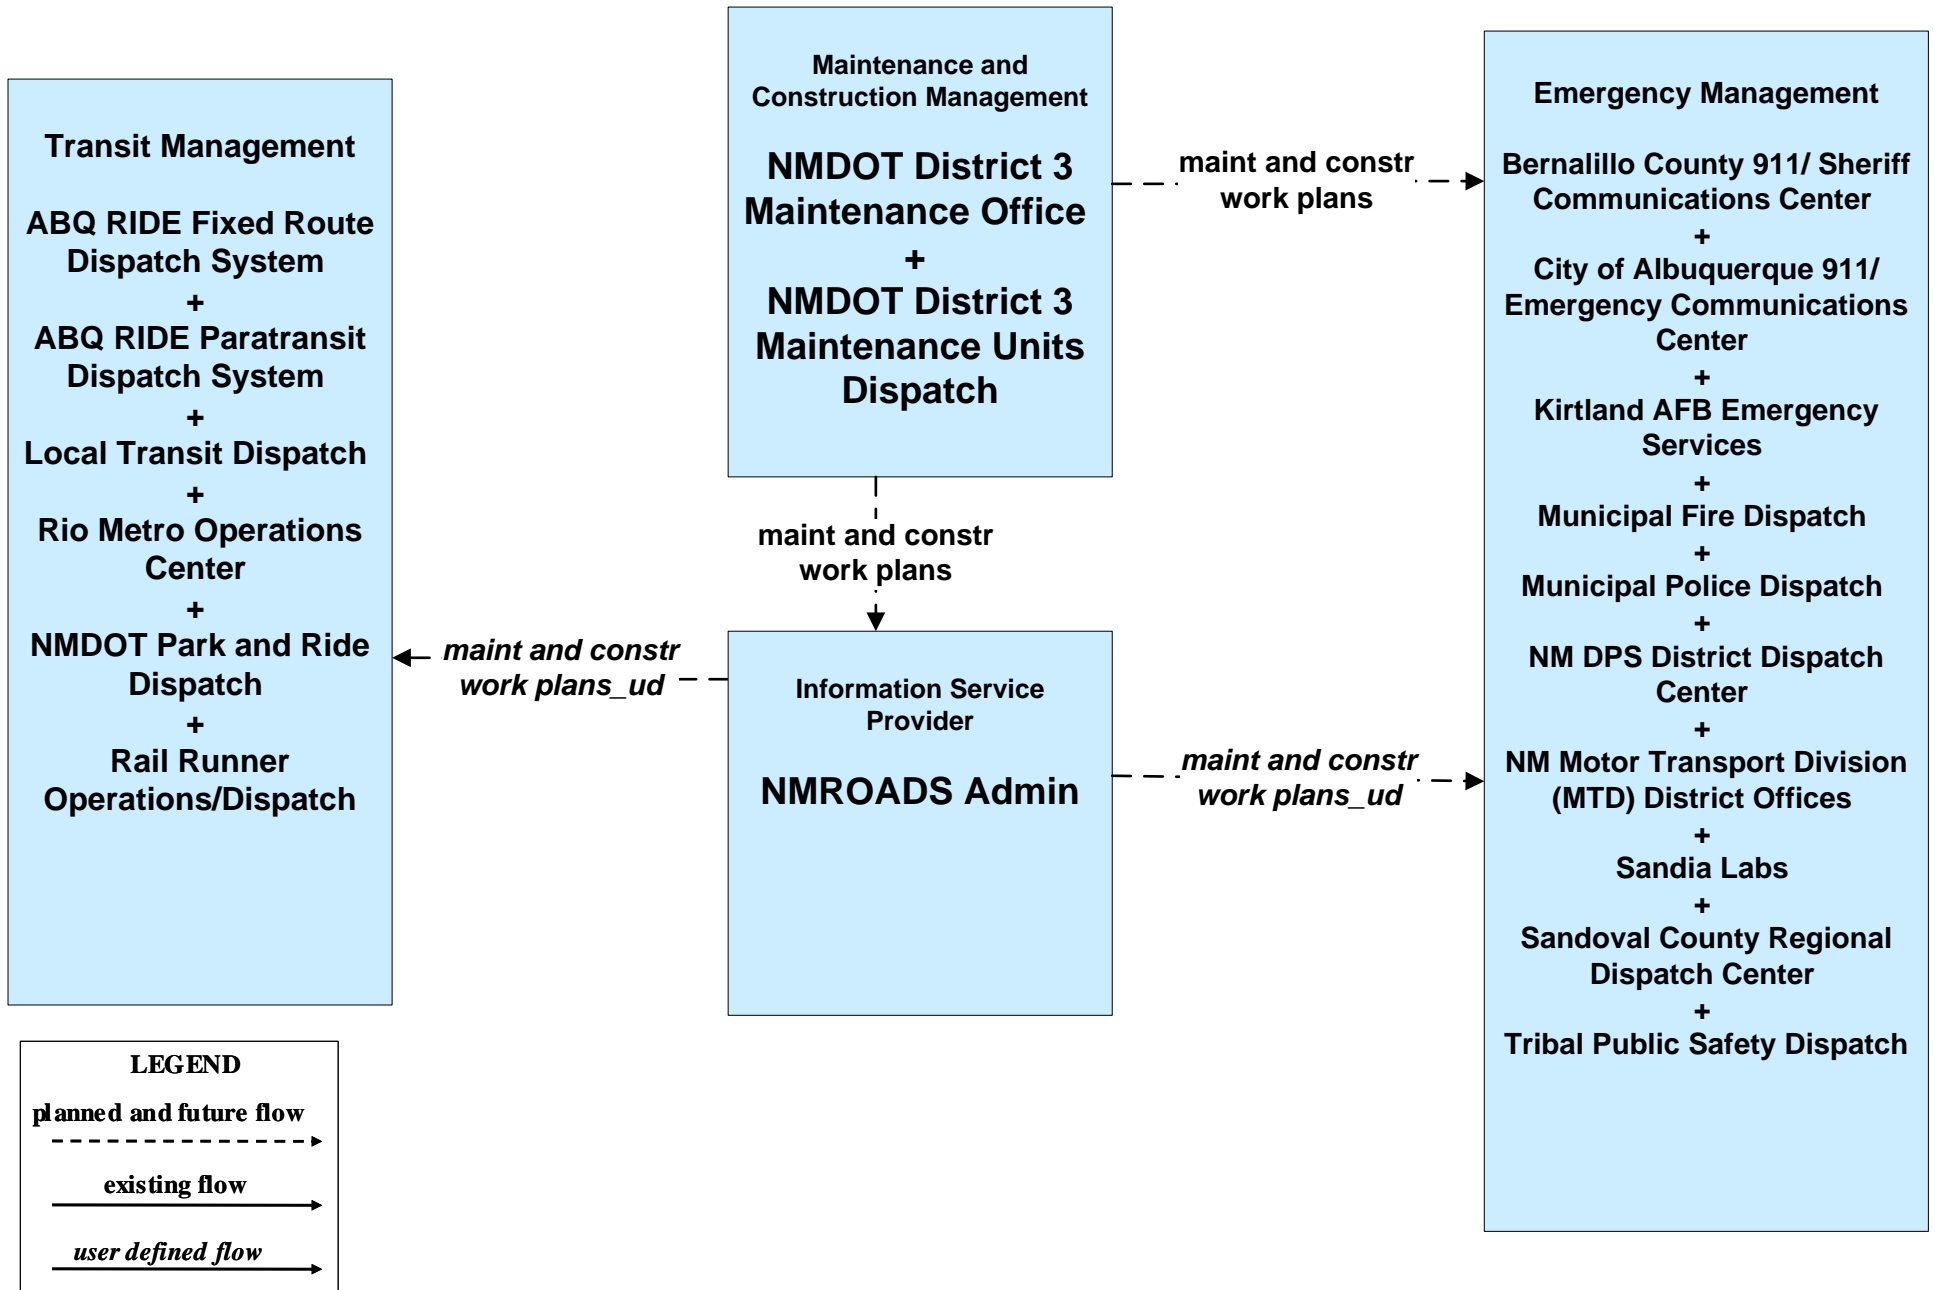 Transit Management
ABQ RIDE Fixed Route
Dispatch System
+
ABQ RIDE Paratransit
Dispatch System
+
Local Transit Dispatch
+
Rio Metro Operations
Center
+
NMDOT Park and Ride
Dispatch
+
Rail Runner
Operations/Dispatch
Maintenance and
Construction Management
NMDOT District 3
Maintenance Office
+
NMDOT District 3
Maintenance Units
Dispatch
maint and constr
work plans
maint and constr
work plans
maint and constr
work plans_ud
Information Service
Provider
NMROADS Admin
maint and constr
work plans_ud
Emergency Management
Bernalillo County 911/ Sheriff
Communications Center
+
City of Albuquerque 911/
Emergency Communications
Center
+
Kirtland AFB Emergency
Services
+
Municipal Fire Dispatch
+
Municipal Police Dispatch
+
NM DPS District Dispatch
Center
+
NM Motor Transport Division
(MTD) District Offices
+
Sandia Labs
+
Sandoval County Regional
Dispatch Center
+
Tribal Public Safety Dispatch
LEGEND
planned and future flow
existing flow
user defined flow